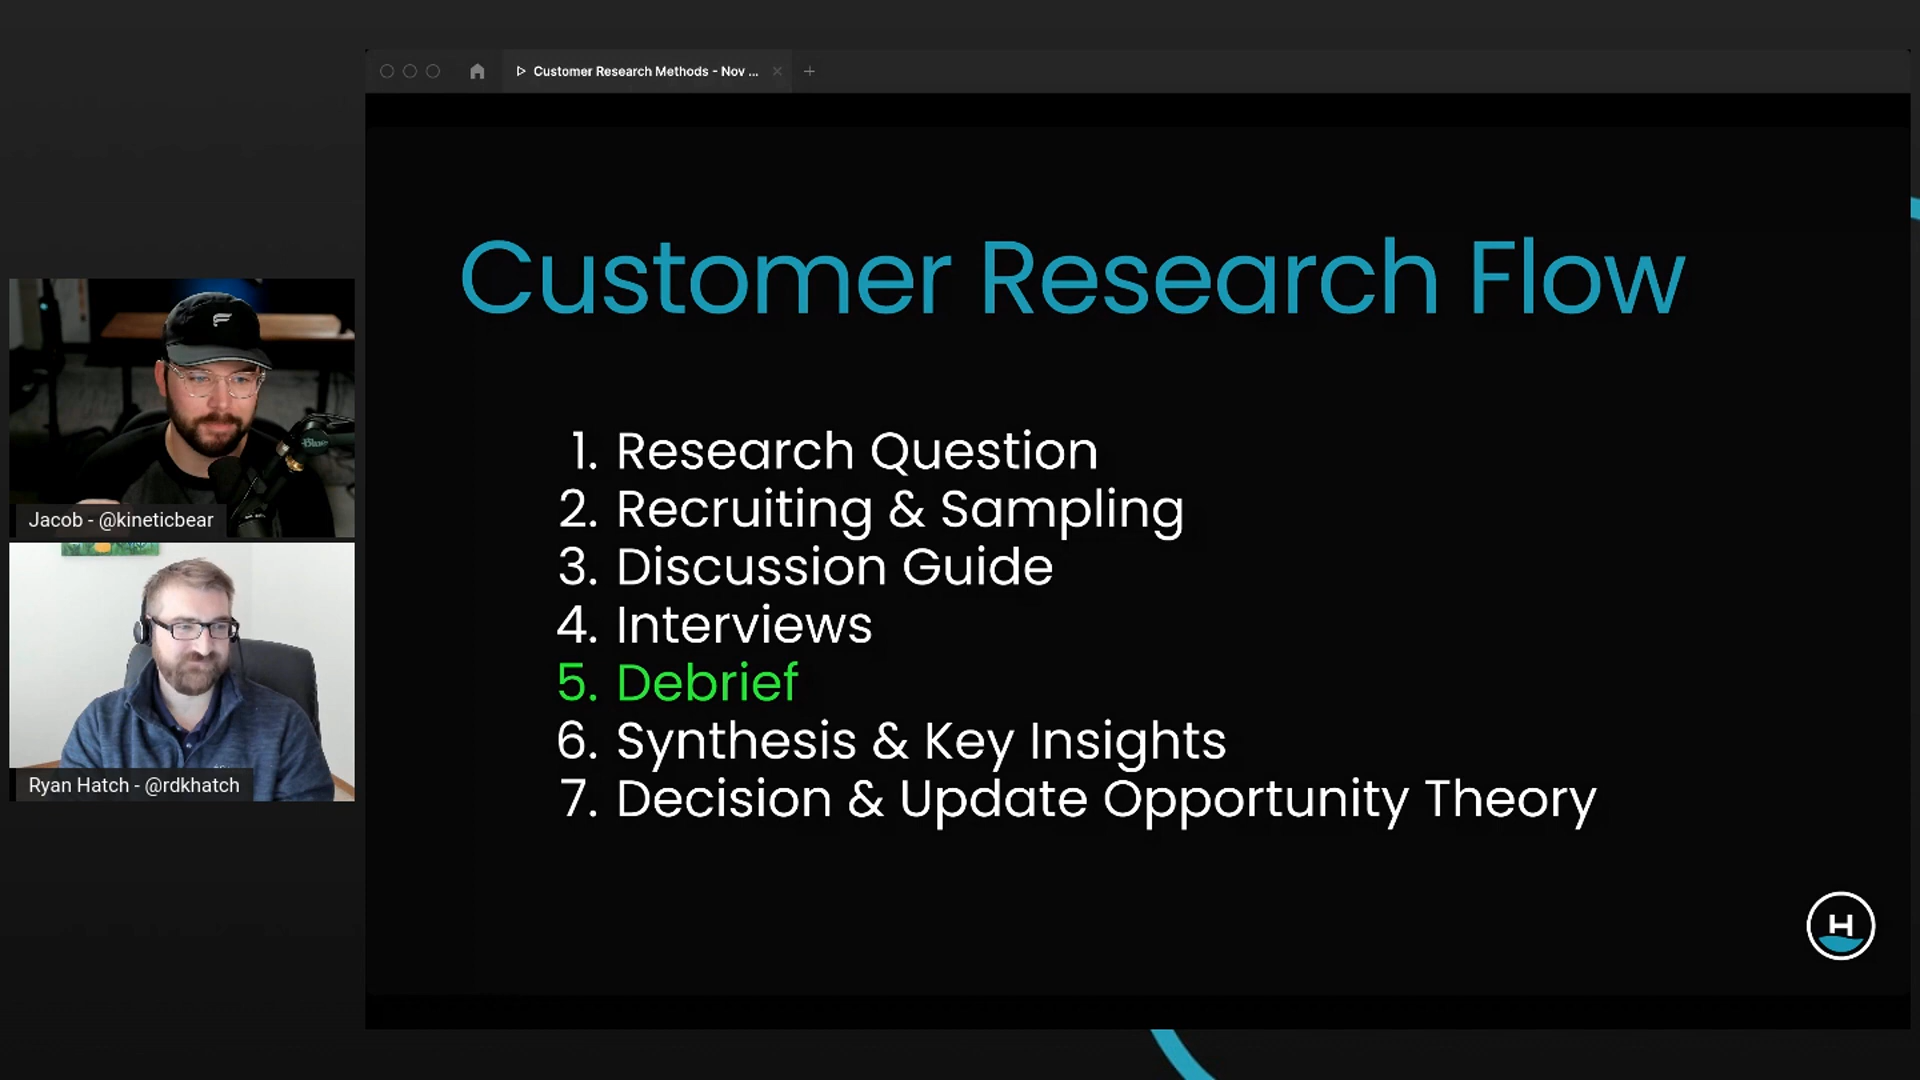 Customer Research Methods - Nov ...
Customer Research Flow
1. Research Question
2. Recruiting & Sampling
3. Discussion Guide
4. Interviews
5. Debrief
6. Synthesis & Key Insights
7. Decision & Update Opportunity Theory
H
Jacob - @kineticbear
Ryan Hatch - @rdkhatch